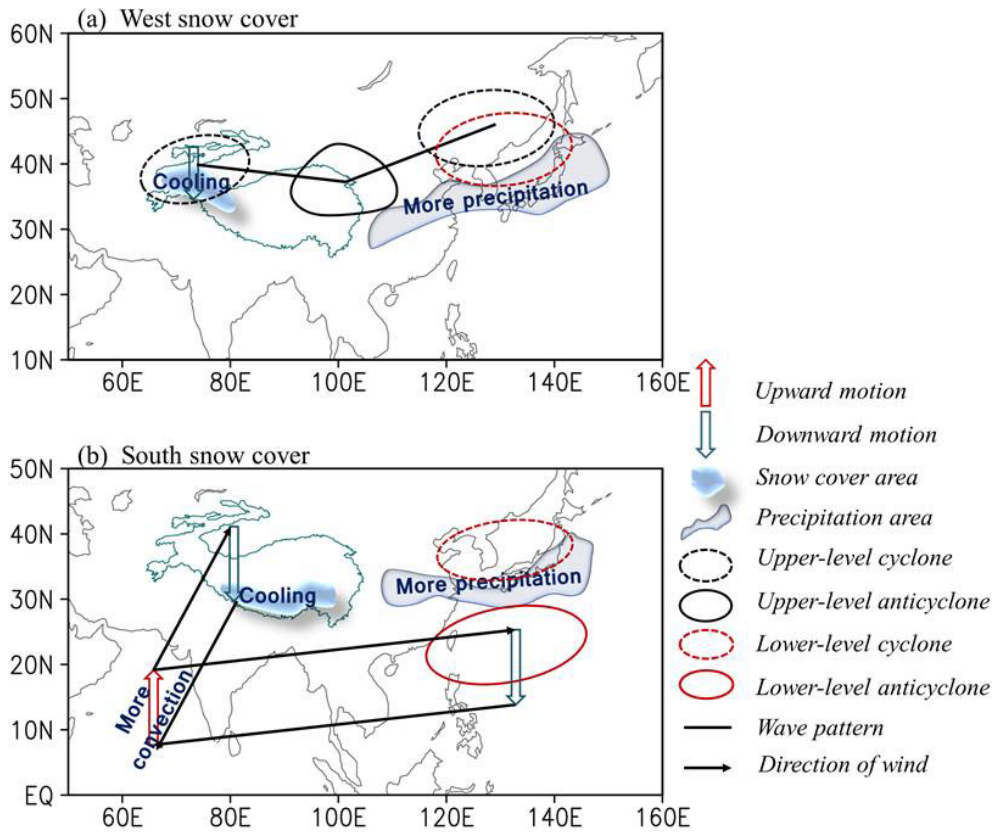 (a) West snow cover
60N
50N
40N
30N
20N
10N
Cooling
More precipitation
60E
80E
100E
120E
140E
160E
(b) South snow cover
50N
40N
30N
20N
10N
EQ
Cooling
More precipitation
More
convection
60E
80E
100E
120E
140E
160E
Upward motion
Downward motion
Snow cover area
Precipitation area
Upper-level cyclone
Upper-level anticyclone
Lower-level cyclone
Lower-level anticyclone
Wave pattern
Direction of wind